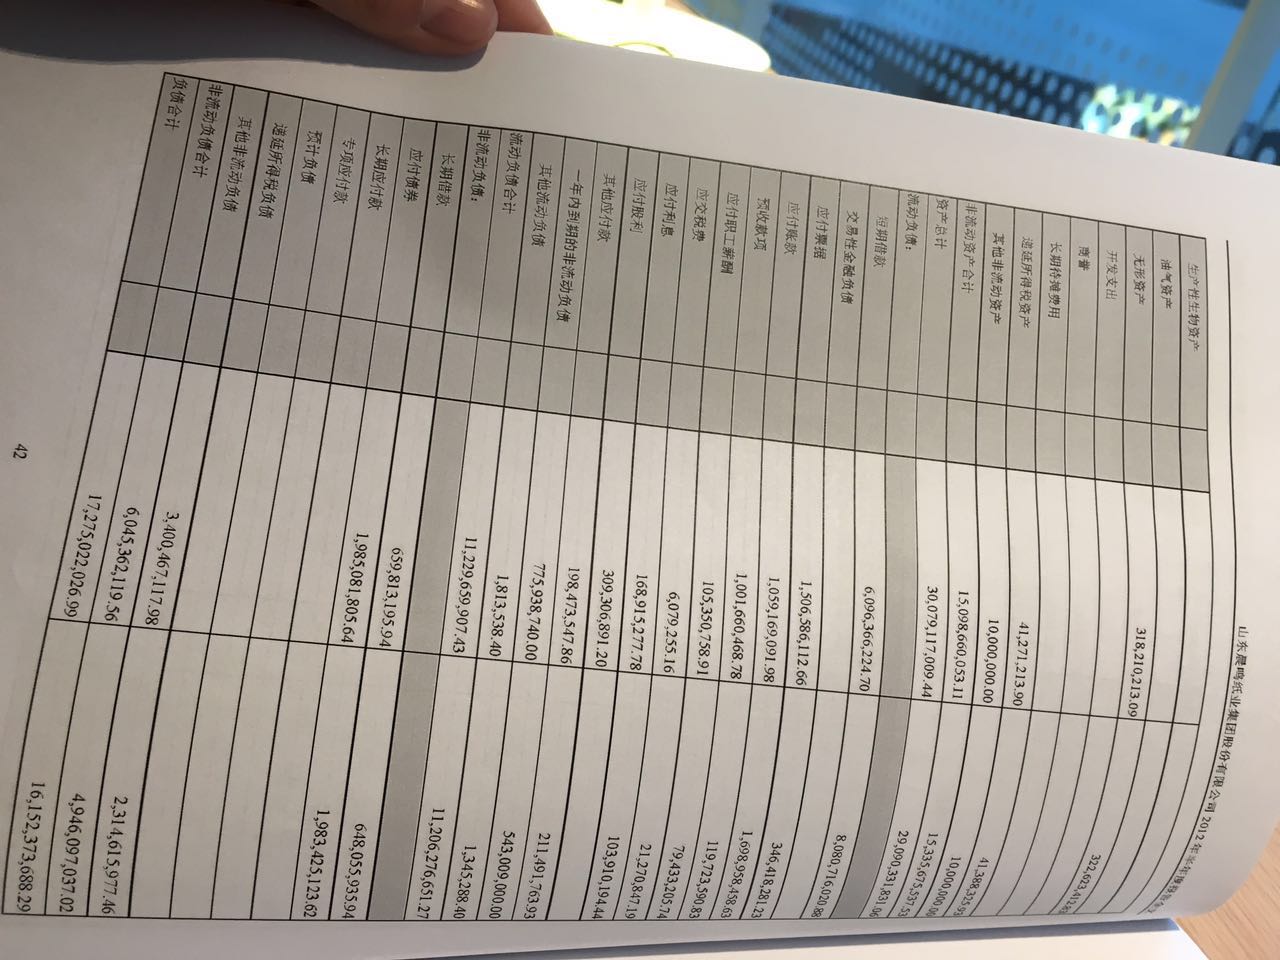 山东晨鸣纸业集团股份有限公司 2012 年半年度报告全文
生产性生物资产
油气资产
无形资产 318,210,213.09
开发支出
商誉
长期待摊费用
递延所得税资产 41,271,213.90 41,388,325.95
其他非流动资产 10,000,000.00 10,000,000.00
非流动资产合计 15,098,660,053.11 15,335,675,537.53
资产总计 30,079,117,009.44 29,090,331,831.06
流动负债：
短期借款 6,096,366,224.70 8,080,716,020.88
交易性金融负债
应付票据 1,506,586,112.66 346,418,281.23
应付账款 1,059,169,091.98 1,698,958,458.63
预收款项 1,001,660,468.78 119,723,590.83
应付职工薪酬 105,350,758.91 79,433,205.74
应交税费 6,079,255.16 21,270,847.19
应付利息 168,915,277.78 103,910,194.44
应付股利 309,306,891.20
其他应付款 198,473,547.86 211,491,763.93
一年内到期的非流动负债 775,938,740.00 543,009,000.00
其他流动负债 1,813,538.40 1,345,288.40
流动负债合计 11,229,659,907.43 11,206,276,651.27
非流动负债：
长期借款 659,813,195.94 648,055,935.94
应付债券 1,985,081,805.64 1,983,425,123.62
长期应付款
专项应付款
预计负债
递延所得税负债
其他非流动负债 3,400,467,117.98 2,314,615,977.46
非流动负债合计 6,045,362,119.56 4,946,097,037.02
负债合计 17,275,022,026.99 16,152,373,688.29
42